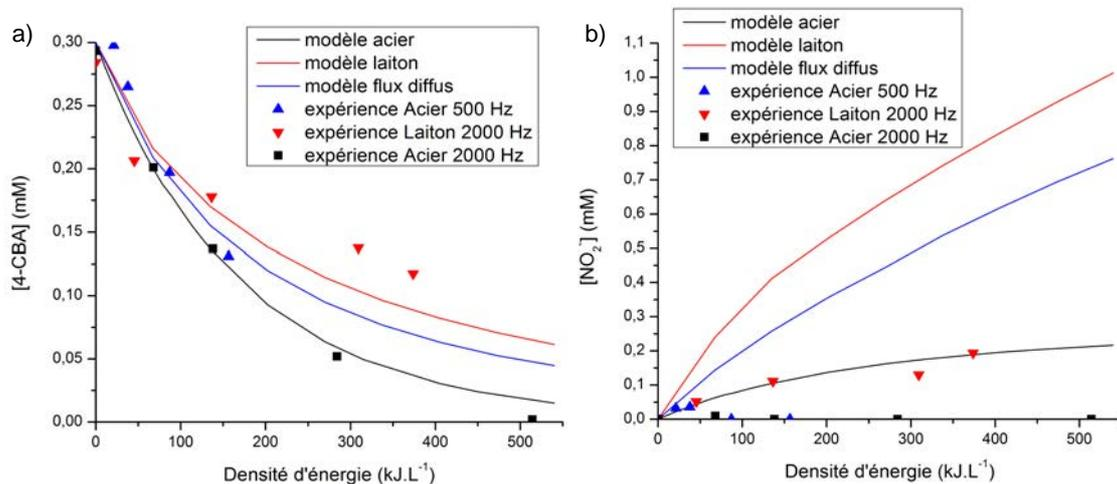 a)
0,30
0,25
0,20
0,15
0,10
0,05
0,00
[4-CBA] (mM)
modèle acier
modèle laiton
modèle flux diffus
expérience Acier 500 Hz
expérience Laiton 2000 Hz
expérience Acier 2000 Hz
0 100 200 300 400 500
Densité d'énergie (kJ.L⁻¹)
b)
1,1
1,0
0,9
0,8
0,7
0,6
0,5
0,4
0,3
0,2
0,1
0,0
[NO₂⁻] (mM)
modèle acier
modèle laiton
modèle flux diffus
expérience Acier 500 Hz
expérience Laiton 2000 Hz
expérience Acier 2000 Hz
0 100 200 300 400 500
Densité d'énergie (kJ.L⁻¹)